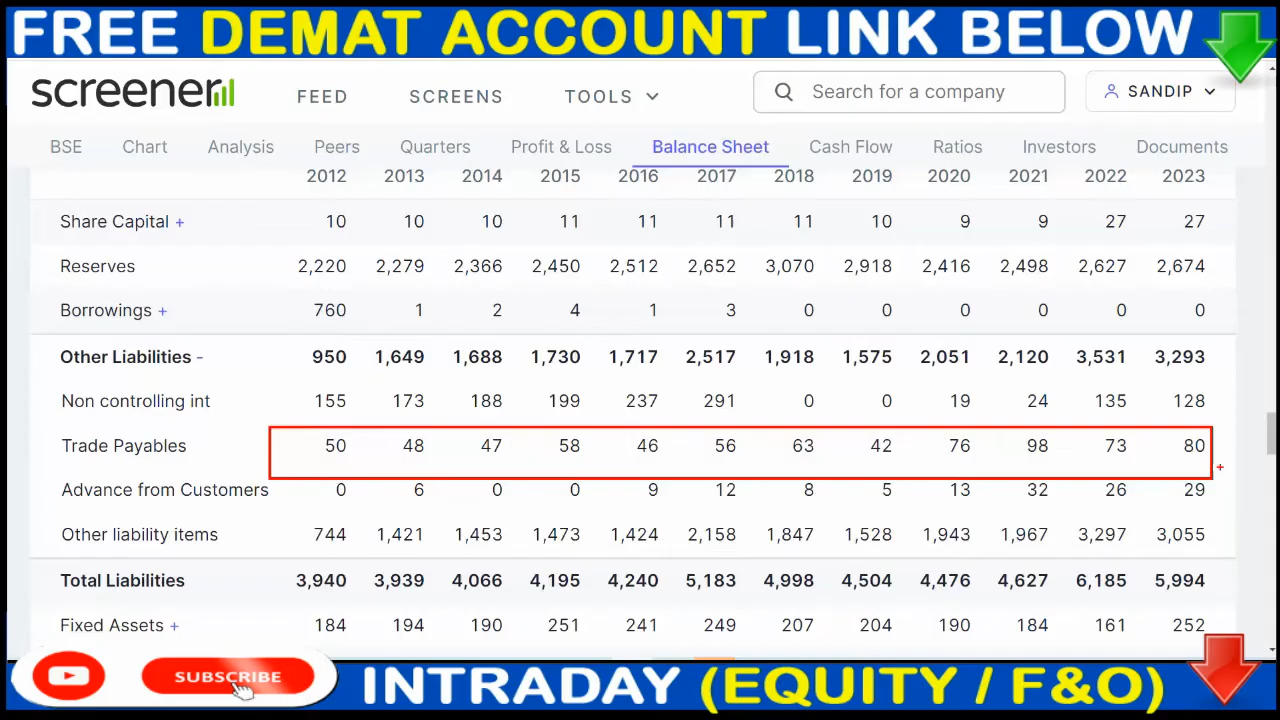 FREE DEMAT ACCOUNT LINK BELOW
screener FEED SCREENS TOOLS Search for a company SANDIP
BSE Chart Analysis Peers Quarters Profit & Loss Balance Sheet Cash Flow Ratios Investors Documents
2012 2013 2014 2015 2016 2017 2018 2019 2020 2021 2022 2023
Share Capital + 10 10 10 11 11 11 11 10 9 9 27 27
Reserves 2,220 2,279 2,366 2,450 2,512 2,652 3,070 2,918 2,416 2,498 2,627 2,674
Borrowings + 760 1 2 4 1 3 0 0 0 0 0 0
Other Liabilities - 950 1,649 1,688 1,730 1,717 2,517 1,918 1,575 2,051 2,120 3,531 3,293
Non controlling int 155 173 188 199 237 291 0 0 19 24 135 128
Trade Payables 50 48 47 58 46 56 63 42 76 98 73 80
Advance from Customers 0 6 0 0 9 12 8 5 13 32 26 29
Other liability items 744 1,421 1,453 1,473 1,424 2,158 1,847 1,528 1,943 1,967 3,297 3,055
Total Liabilities 3,940 3,939 4,066 4,195 4,240 5,183 4,998 4,504 4,476 4,627 6,185 5,994
Fixed Assets + 184 194 190 251 241 249 207 204 190 184 161 252
SUBSCRIBE
INTRADAY (EQUITY / F&O)